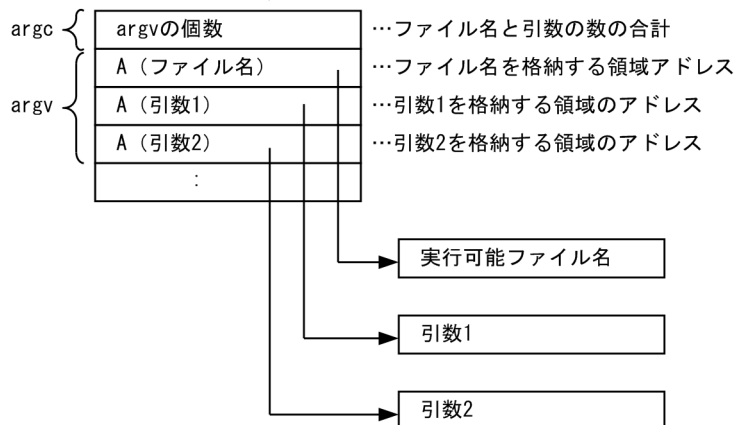 argc argvの個数 …ファイル名と引数の数の合計
A（ファイル名） …ファイル名を格納する領域アドレス
argv A（引数1） …引数1を格納する領域のアドレス
A（引数2） …引数2を格納する領域のアドレス
:
実行可能ファイル名
引数1
引数2